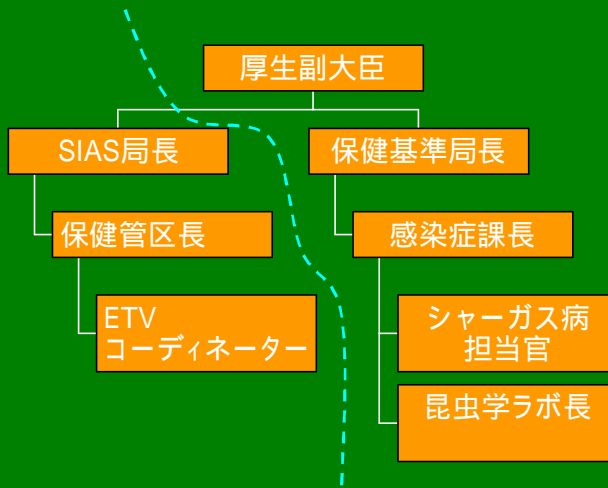 厚生副大臣
SIAS局長
保健基準局長
保健管区長
感染症課長
ETV
コーディネーター
シャーガス病
担当官
昆虫学ラボ長